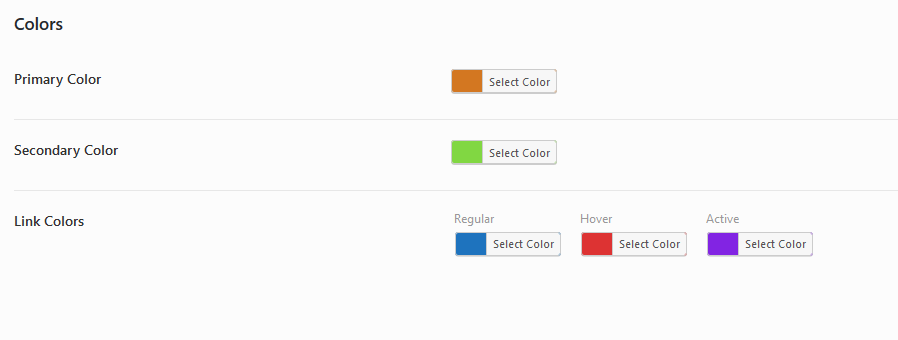 Colors
Primary Color
Select Color
Secondary Color
Select Color
Link Colors
Regular
Hover
Active
Select Color
Select Color
Select Color